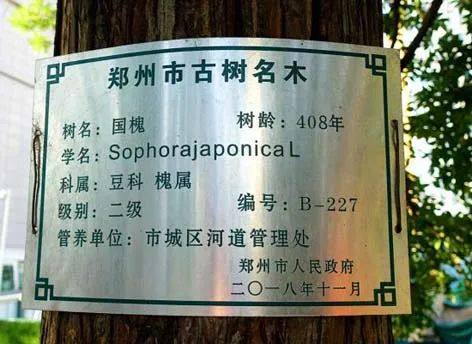 郑州市古树名木
树名：国槐 树龄：408年
学名：Sophorajaponica L
科属：豆科 槐属
级别：二级 编号：B-227
管养单位：市城区河道管理处
郑州市人民政府
二〇一八年十一月